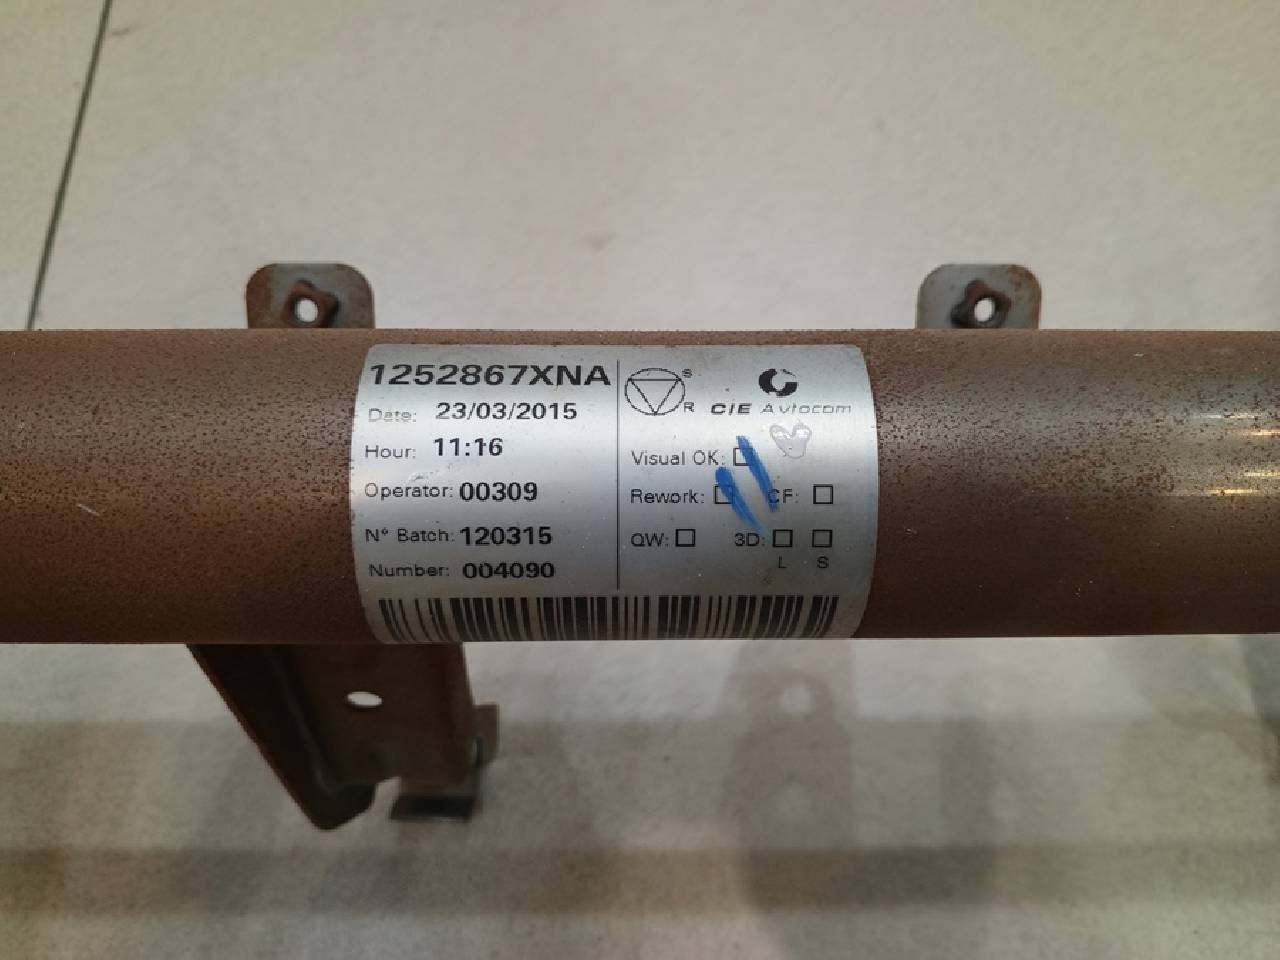 1252867XNA
Date: 23/03/2015
Hour: 11:16
Operator: 00309
N° Batch: 120315
Number: 004090
S
R
CIE Avtocom
Visual OK:
Rework: CF:
QW: 3D:
L S